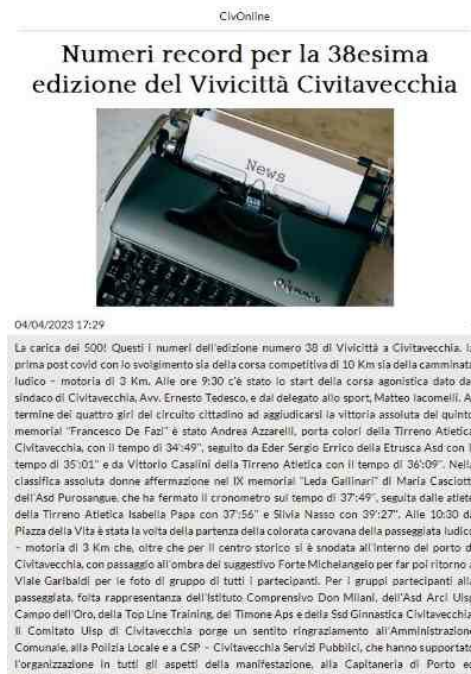 CivOnline
Numeri record per la 38esima
edizione del Vivicittà Civitavecchia
News
04/04/2023 17:29
La carica dei 500! Questi i numeri dell'edizione numero 38 di Vivicittà a Civitavecchia, la
prima post covid con lo svolgimento sia della corsa competitiva di 10 Km sia della camminata
ludico - motoria di 3 Km. Alle ore 9:30 c'è stato lo start della corsa agonistica dato dal
sindaco di Civitavecchia, Avv. Ernesto Tedesco, e dal delegato allo sport, Matteo Iacomelli. A
termine dei quattro giri del circuito cittadino ad aggiudicarsi la vittoria assoluta del quinto
memorial "Francesco De Fazi" è stato Andrea Azzarelli, porta colori della Tirreno Atletica
Civitavecchia, con il tempo di 34'49", seguito da Eder Sergio Errico della Etrusca Asd con i
tempo di 35'01" e da Vittorio Casalini della Tirreno Atletica con il tempo di 36'09". Nella
classifica assoluta donne affermazione nel IX memorial "Leda Gallinari" di Maria Casciott
dell'Asd Purosangue, che ha fermato il cronometro sul tempo di 37'49", seguita dalle atlete
della Tirreno Atletica Isabella Papa con 37'56" e Silvia Nasso con 39'27". Alle 10:30 da
Piazza della Vita è stata la volta della partenza della colorata carovana della passeggiata ludico
- motoria di 3 Km che, oltre che per il centro storico si è snodata all'interno del porto d
Civitavecchia, con passaggio all'ombra del suggestivo Forte Michelangelo per far poi ritorno a
Viale Garibaldi per le foto di gruppo di tutti i partecipanti. Per i gruppi partecipanti alla
passeggiata, folta rappresentanza dell'Istituto Comprensivo Don Milani, dell'Asd Arci Uisp
Campo dell'Oro, della Top Line Training, del Timone Aps e della Ssd Ginnastica Civitavecchia.
Il Comitato Uisp di Civitavecchia porge un sentito ringraziamento all'Amministrazione
Comunale, alla Polizia Locale e a CSP - Civitavecchia Servizi Pubblici, che hanno supportato
l'organizzazione in tutti gli aspetti della manifestazione, alla Capitaneria di Porto ed